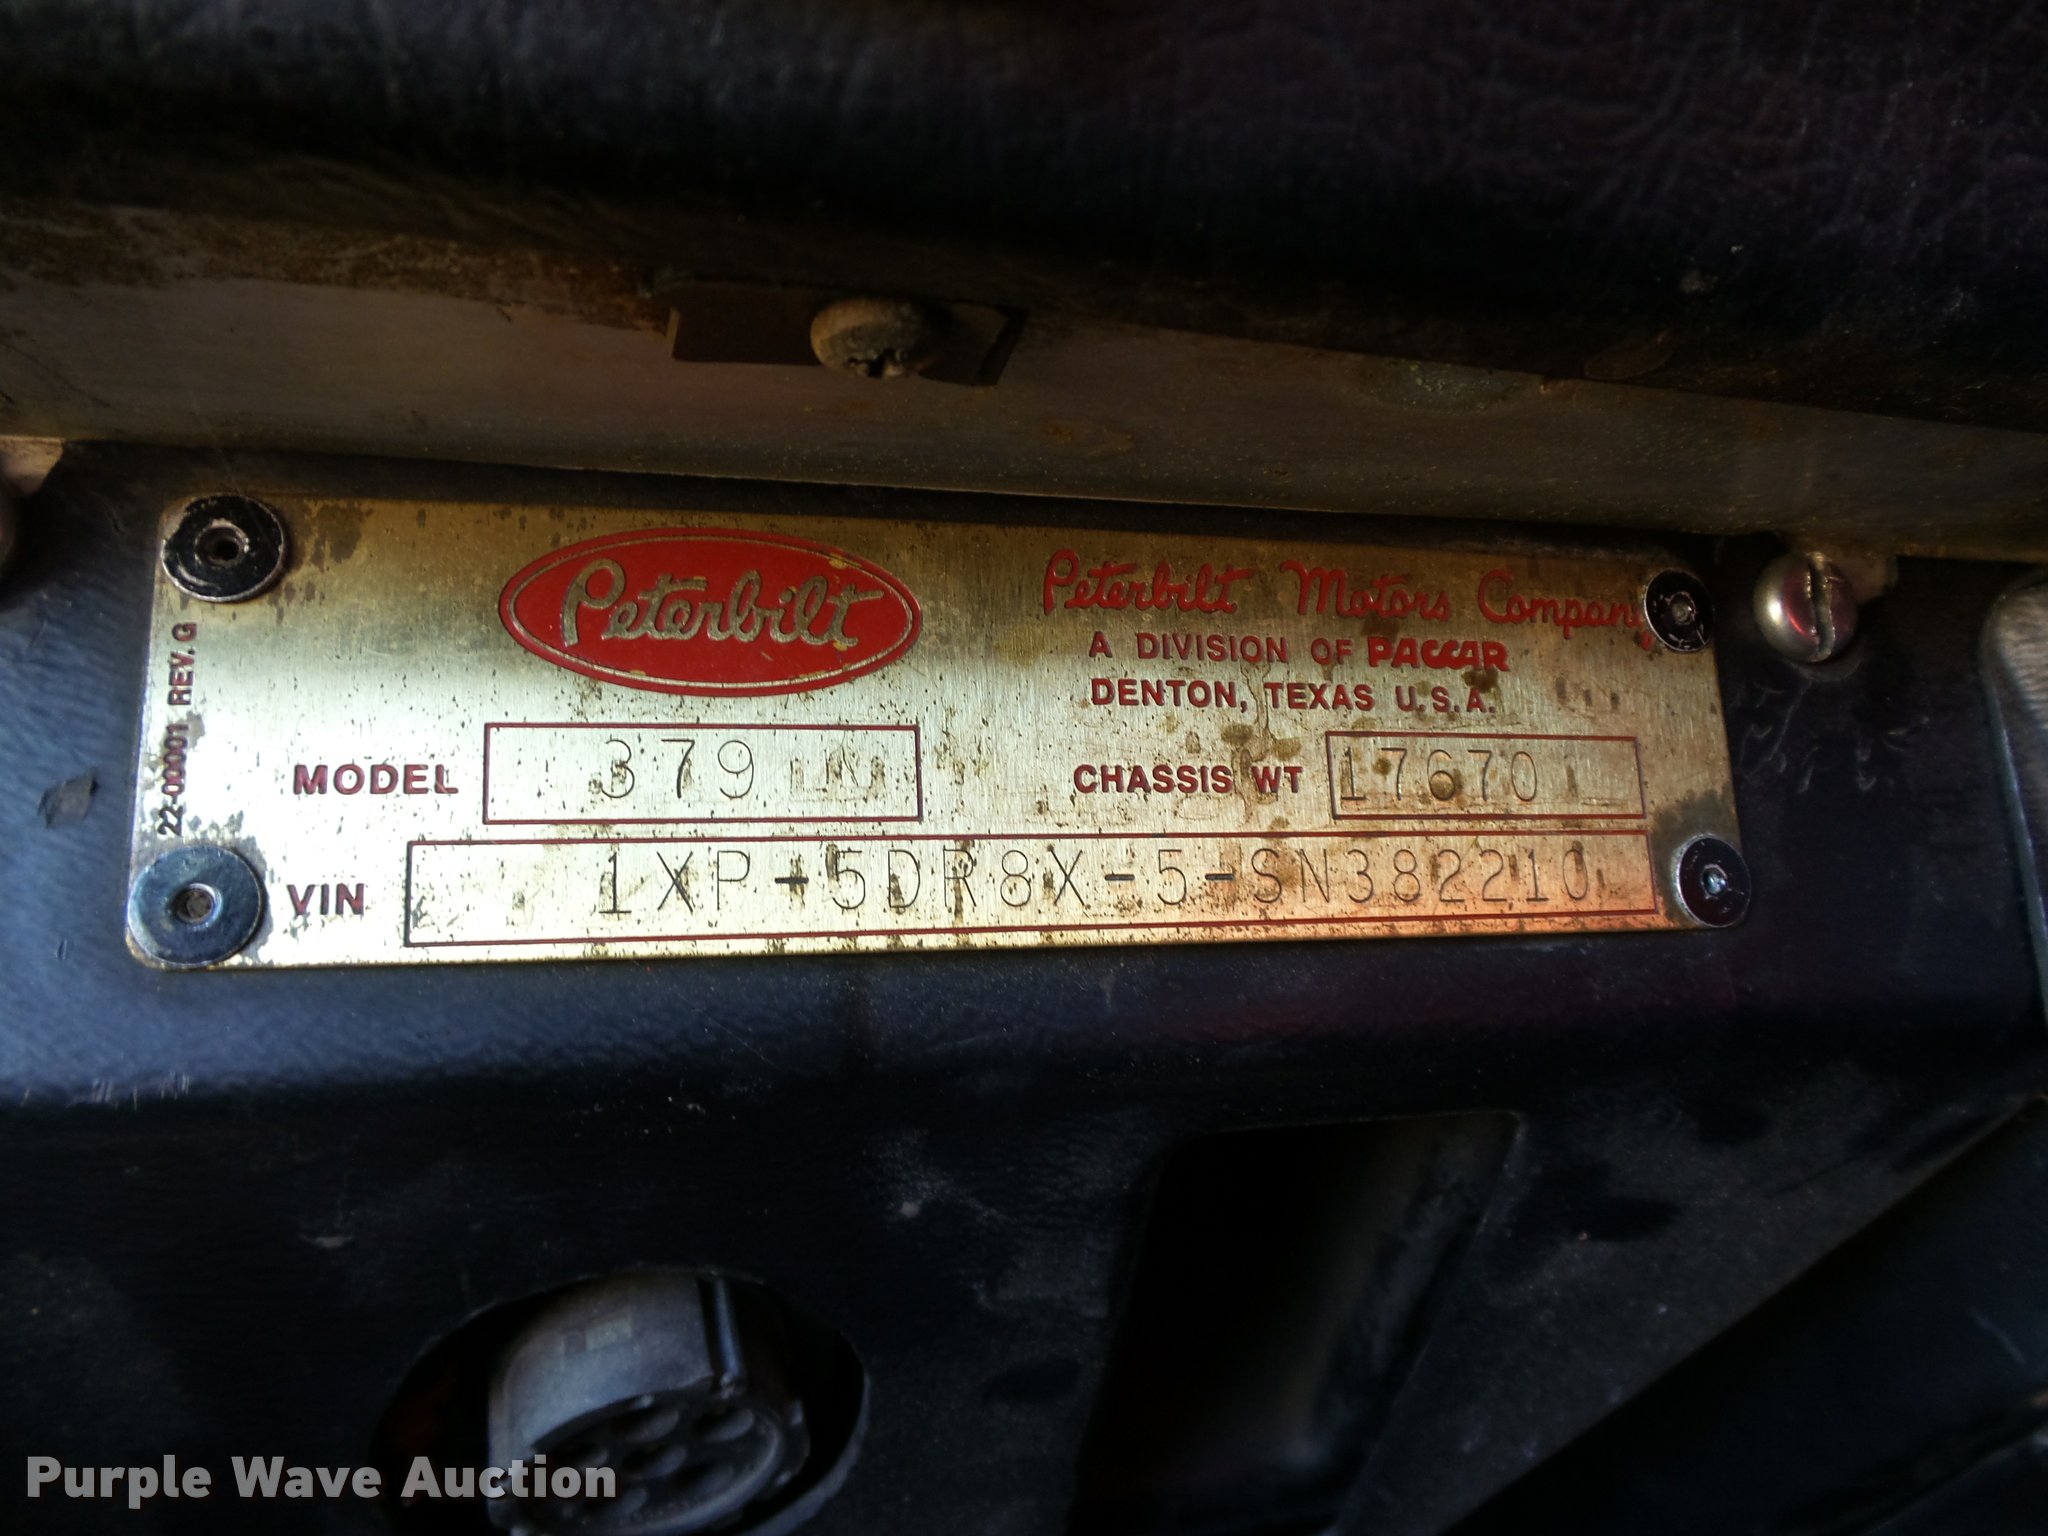 Peterbilt
Peterbilt Motors Company
A DIVISION OF PACCAR
DENTON, TEXAS U.S.A.
22-00001 REV. G
MODEL 379
CHASSIS WT 17670
VIN 1XP-5DR8X-5-SN382210
Purple Wave Auction